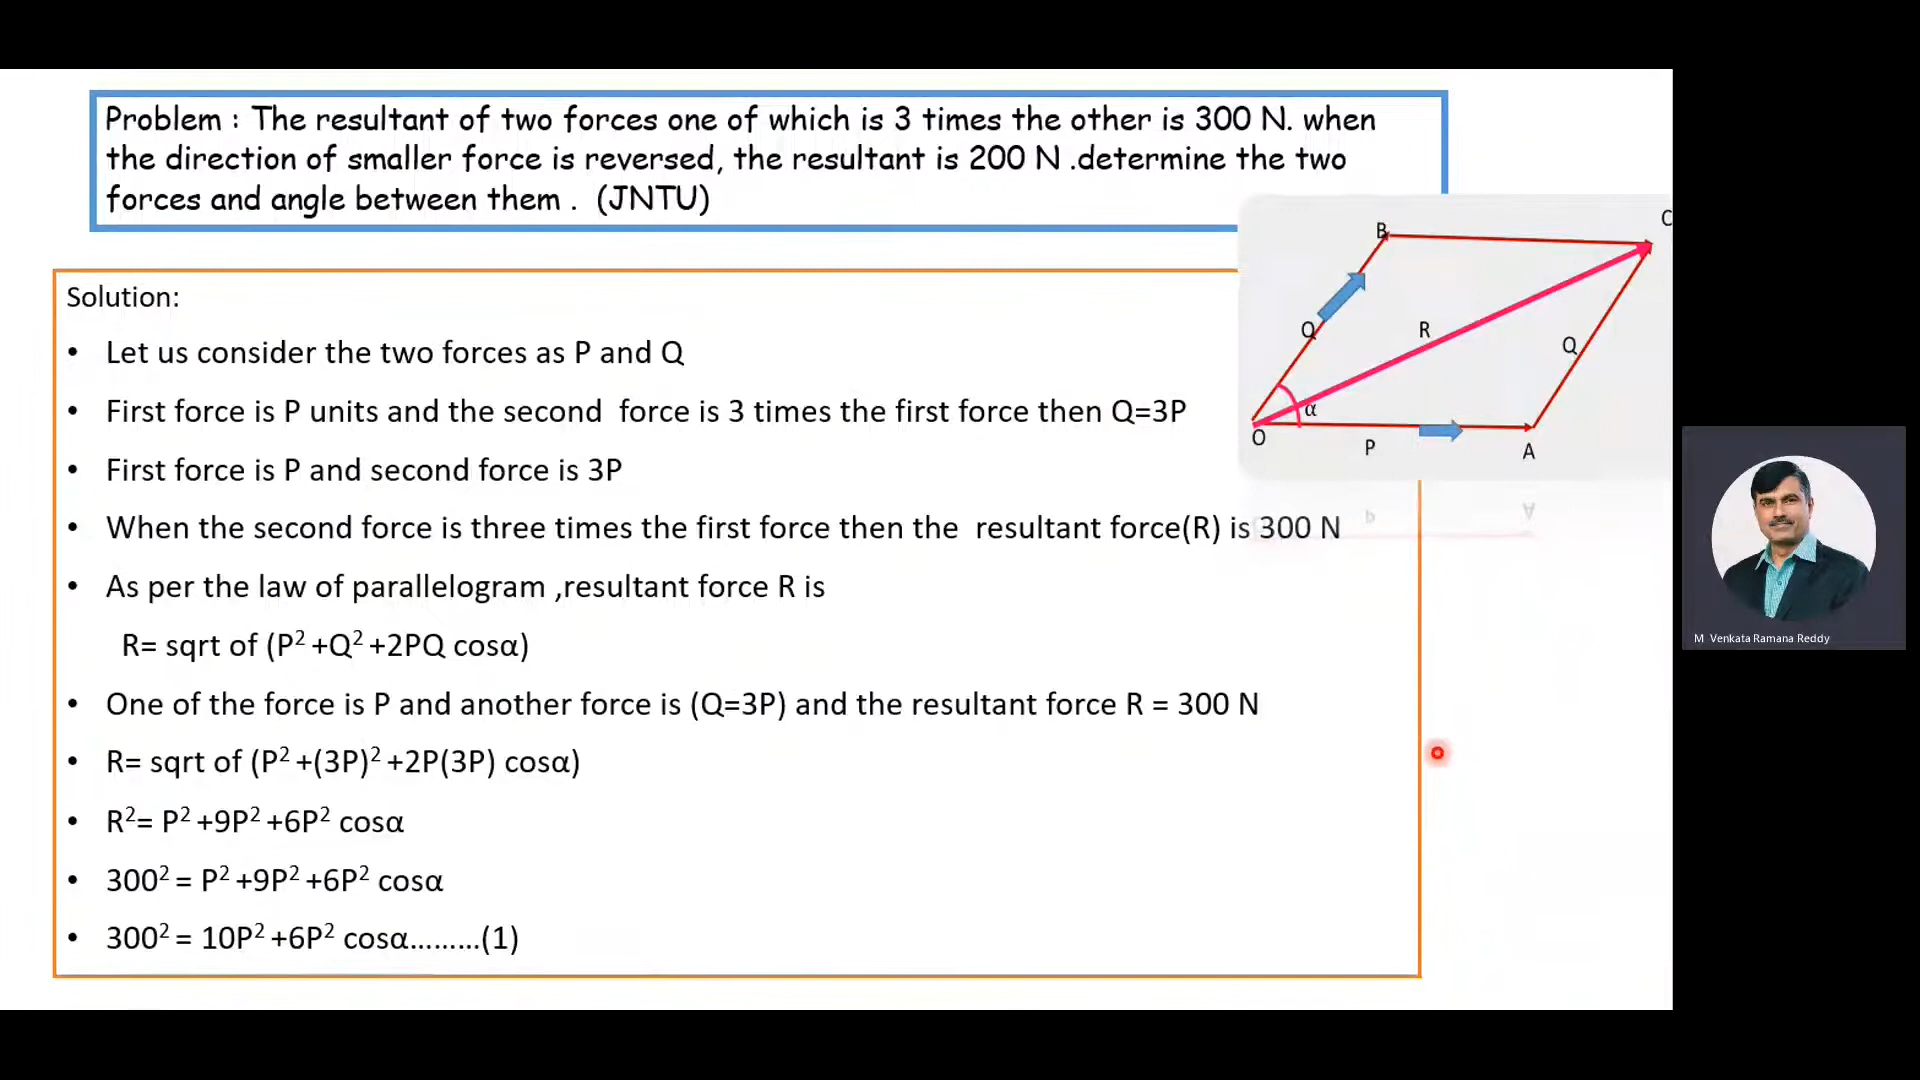 Problem : The resultant of two forces one of which is 3 times the other is 300 N. when
the direction of smaller force is reversed, the resultant is 200 N .determine the two
forces and angle between them . (JNTU)
B
C
Q
R
Q
α
O
P
A
Solution:
• Let us consider the two forces as P and Q
• First force is P units and the second force is 3 times the first force then Q=3P
• First force is P and second force is 3P
• When the second force is three times the first force then the resultant force(R) is 300 N
• As per the law of parallelogram ,resultant force R is
R= sqrt of (P² +Q² +2PQ cosα)
• One of the force is P and another force is (Q=3P) and the resultant force R = 300 N
• R= sqrt of (P² +(3P)² +2P(3P) cosα)
• R²= P² +9P² +6P² cosα
• 300² = P² +9P² +6P² cosα
• 300² = 10P² +6P² cosα.........(1)
M Venkata Ramana Reddy